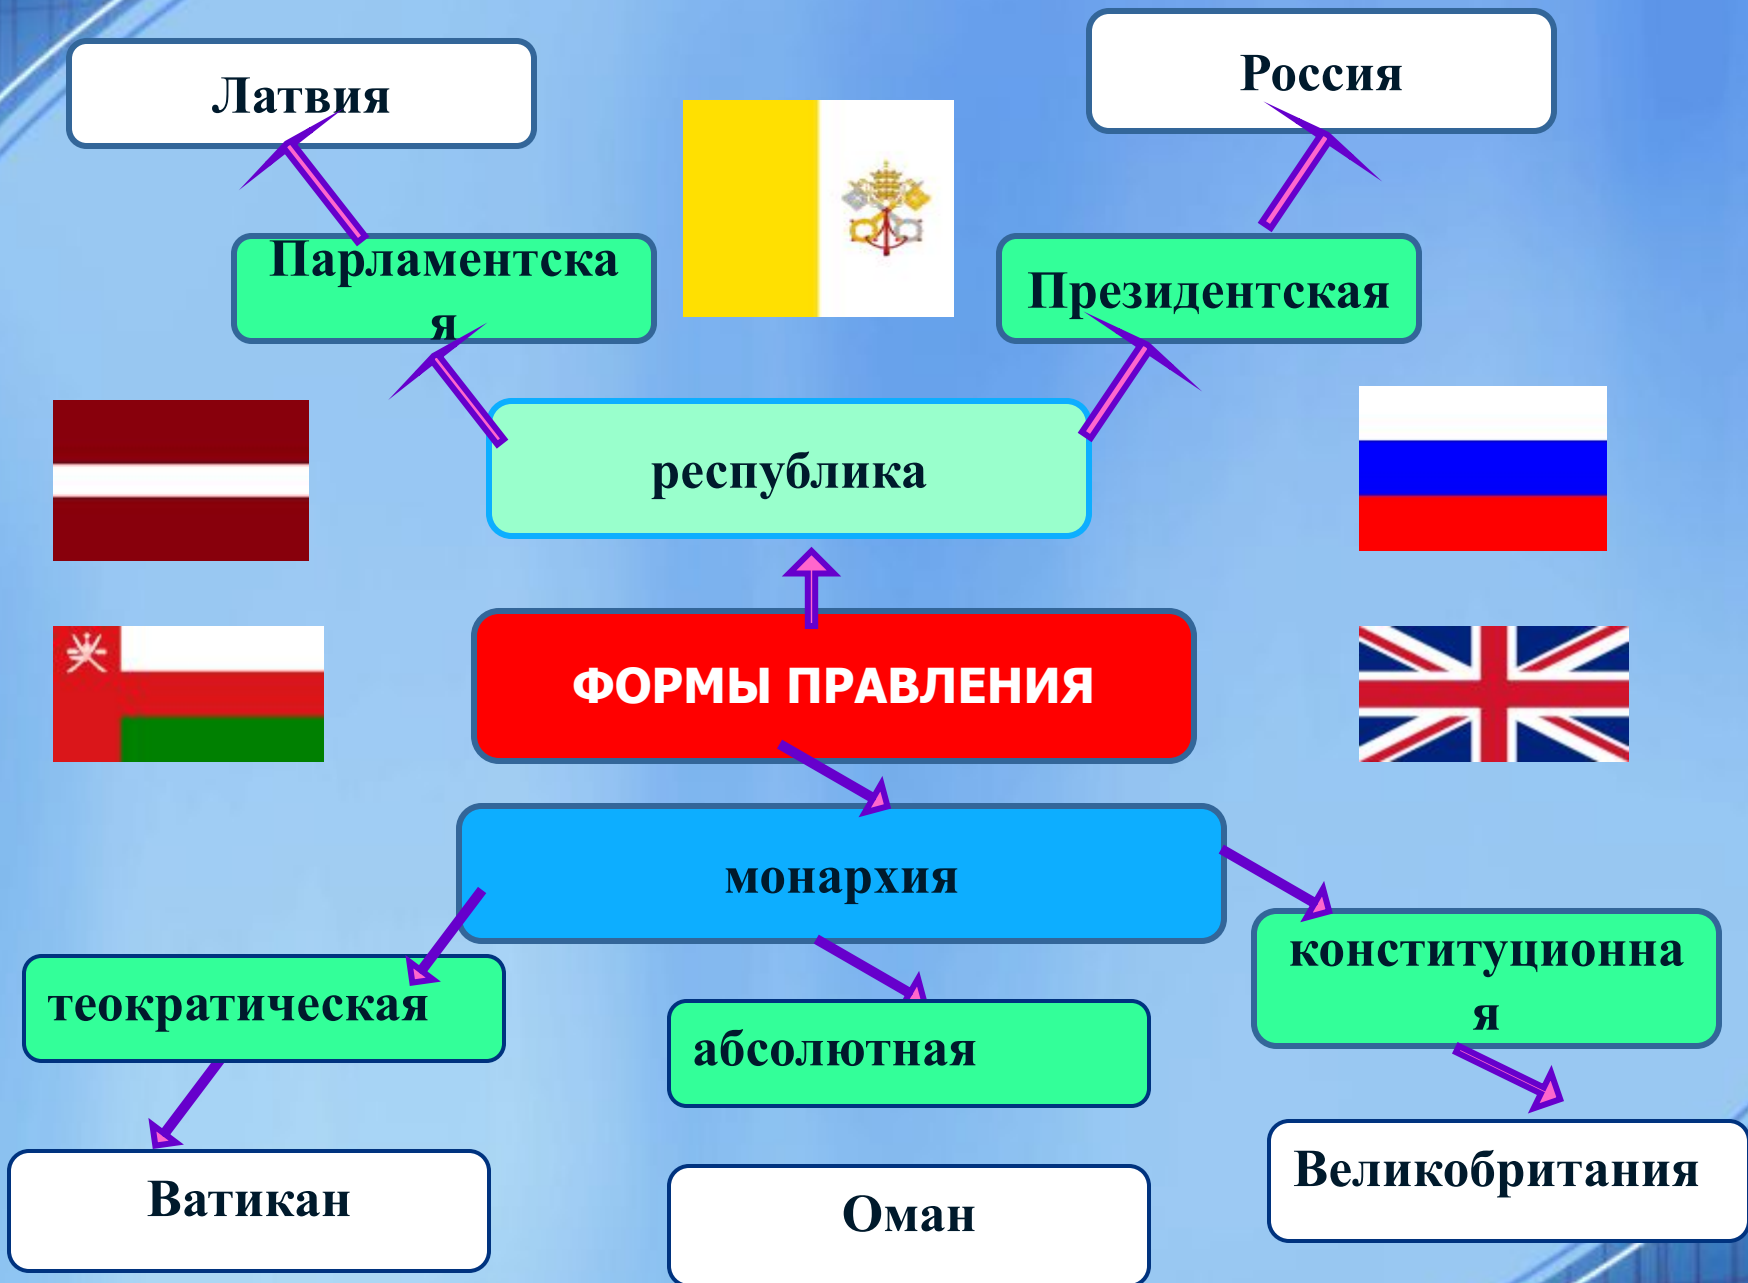 Латвия
Россия
Парламентска
я
Президентская
республика
ФОРМЫ ПРАВЛЕНИЯ
монархия
теократическая
абсолютная
конституционна
я
Ватикан
Оман
Великобритания